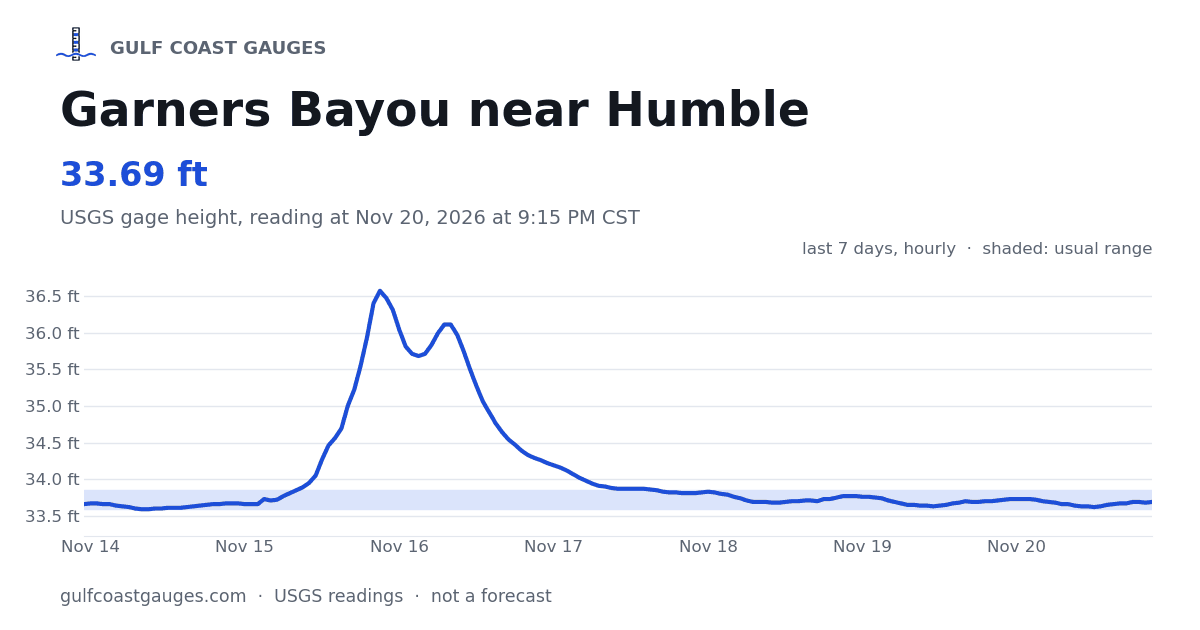 GULF COAST GAUGES
Garners Bayou near Humble
33.69 ft
USGS gage height, reading at Nov 20, 2026 at 9:15 PM CST
last 7 days, hourly · shaded: usual range
36.5 ft
36.0 ft
35.5 ft
35.0 ft
34.5 ft
34.0 ft
33.5 ft
Nov 14 Nov 15 Nov 16 Nov 17 Nov 18 Nov 19 Nov 20
gulfcoastgauges.com · USGS readings · not a forecast